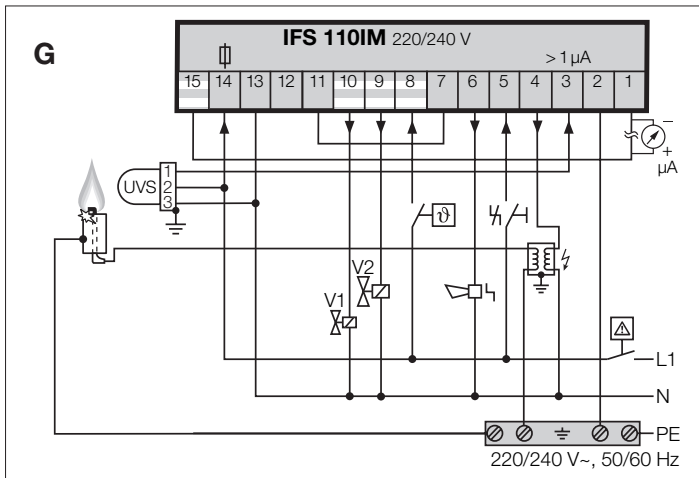 G
IFS 110IM 220/240 V
> 1 µA
15 14 13 12 11 10 9 8 7 6 5 4 3 2 1
–
+
µA
UVS
1
2
3
ϑ
V2
V1
L1
N
PE
220/240 V~, 50/60 Hz